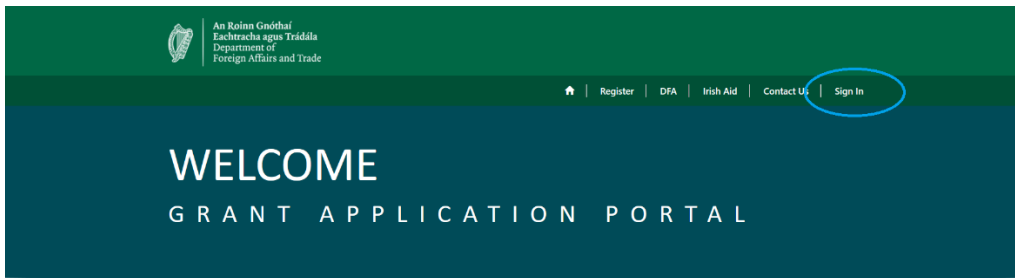 An Roinn Gnóthaí
Eachtracha agus Trádála
Department of
Foreign Affairs and Trade
Register | DFA | Irish Aid | Contact Us | Sign In
WELCOME
GRANT APPLICATION PORTAL